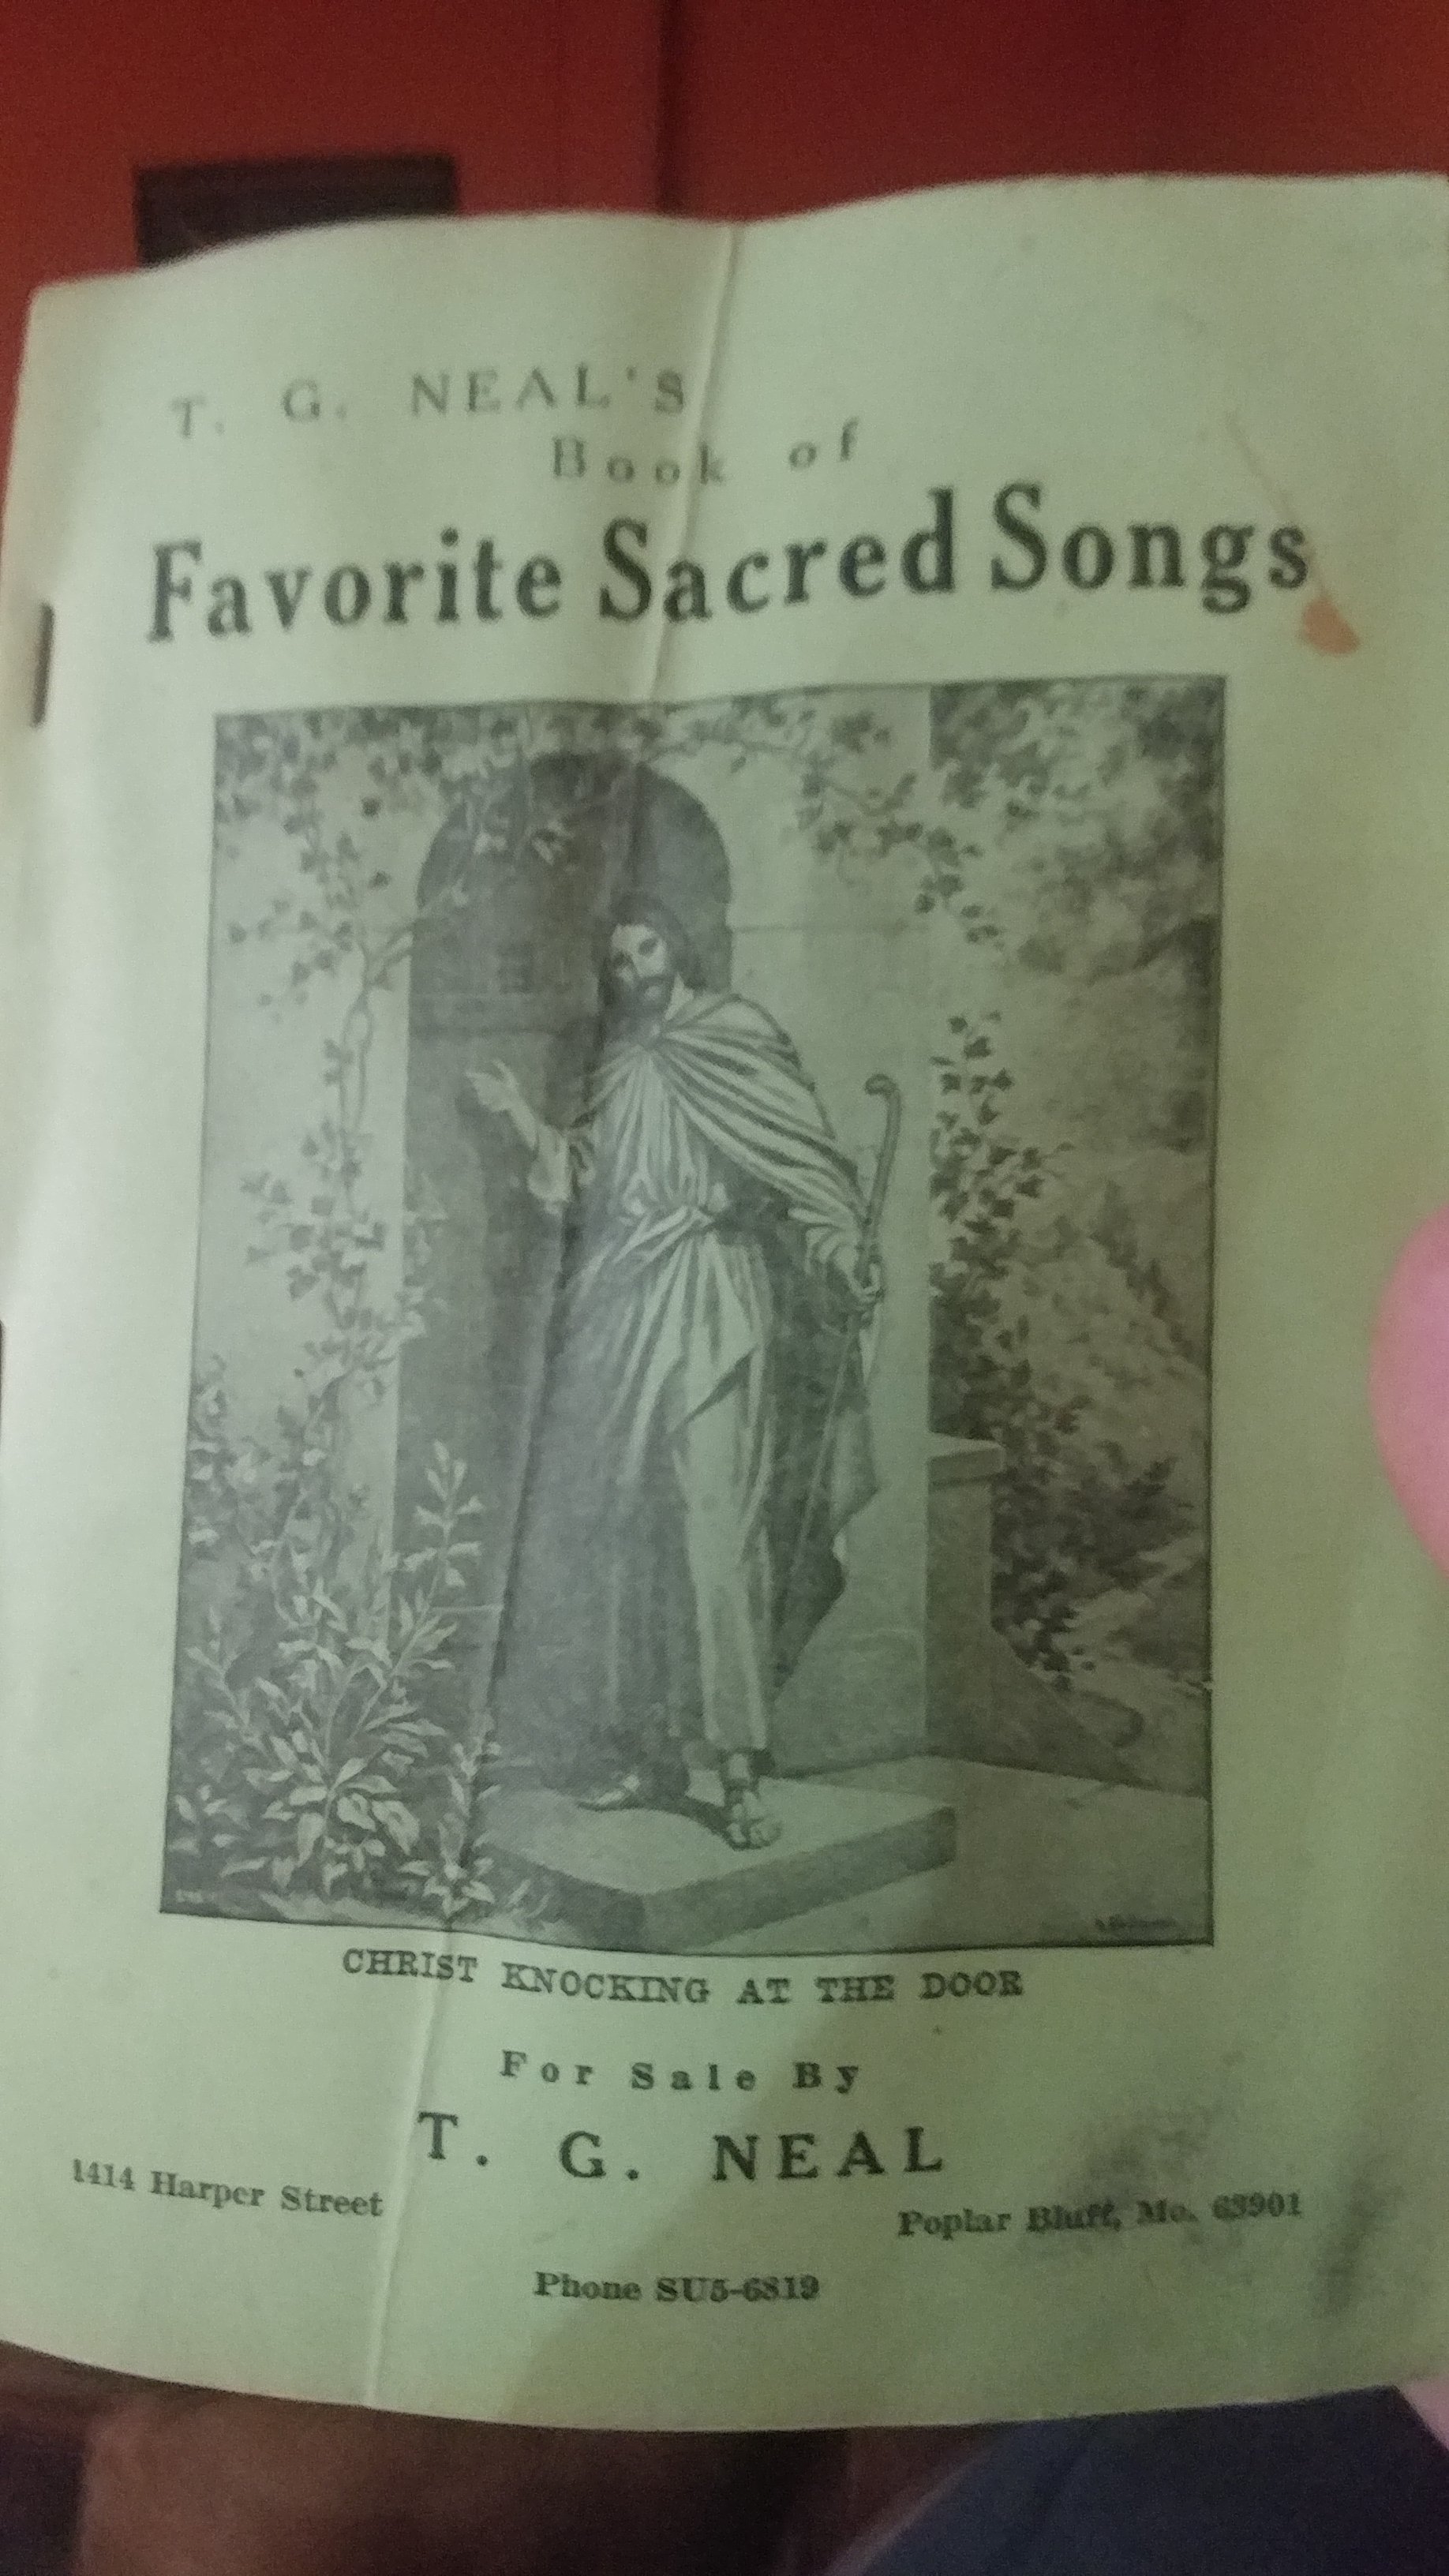 T. G. NEAL'S
Book of
Favorite Sacred Songs
CHRIST KNOCKING AT THE DOOR
For Sale By
T. G. NEAL
1414 Harper Street
Poplar Bluff, Mo. 63901
Phone SU5-6819